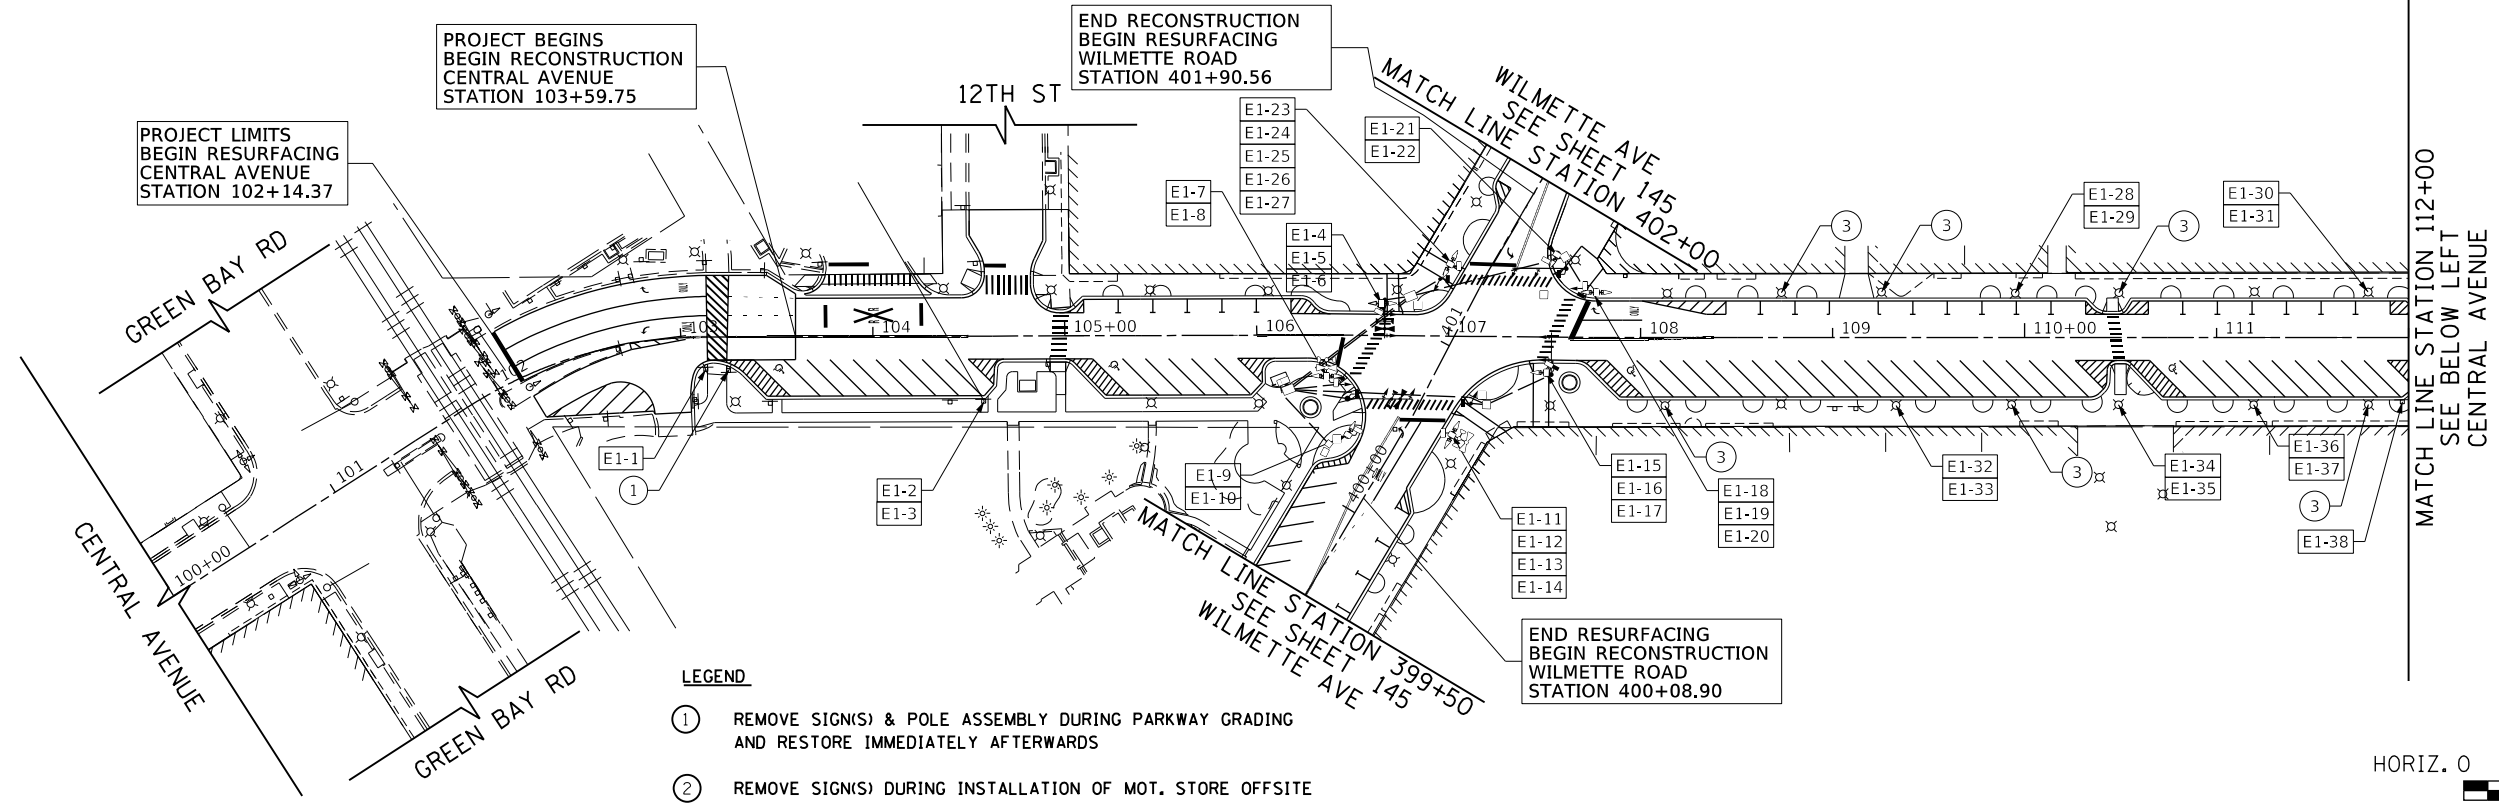 PROJECT BEGINS
BEGIN RECONSTRUCTION
CENTRAL AVENUE
STATION 103+59.75
END RECONSTRUCTION
BEGIN RESURFACING
WILMETTE ROAD
STATION 401+90.56
PROJECT LIMITS
BEGIN RESURFACING
CENTRAL AVENUE
STATION 102+14.37
12TH ST
WILMETTE AVE
SEE SHEET 145
MATCH LINE STATION 402+00
E1-23
E1-24
E1-25
E1-26
E1-27
E1-21
E1-22
E1-7
E1-8
E1-4
E1-5
E1-6
E1-28
E1-29
E1-30
E1-31
3
3
3
GREEN BAY RD
MATCH LINE STATION 112+00
SEE BELOW LEFT
CENTRAL AVENUE
100+00
101
102
103
104
105+00
106
107
108
109
110+00
111
401
400+00
E1-1
1
E1-2
E1-3
E1-9
E1-10
E1-15
E1-16
E1-17
3
E1-18
E1-19
E1-20
E1-11
E1-12
E1-13
E1-14
E1-32
E1-33
3
E1-34
E1-35
E1-36
E1-37
3
E1-38
CENTRAL AVENUE
GREEN BAY RD
MATCH LINE STATION 399+50
SEE SHEET 145
WILMETTE AVE
END RESURFACING
BEGIN RECONSTRUCTION
WILMETTE ROAD
STATION 400+08.90
LEGEND
1 REMOVE SIGN(S) & POLE ASSEMBLY DURING PARKWAY GRADING
AND RESTORE IMMEDIATELY AFTERWARDS
2 REMOVE SIGN(S) DURING INSTALLATION OF MOT. STORE OFFSITE
HORIZ. 0